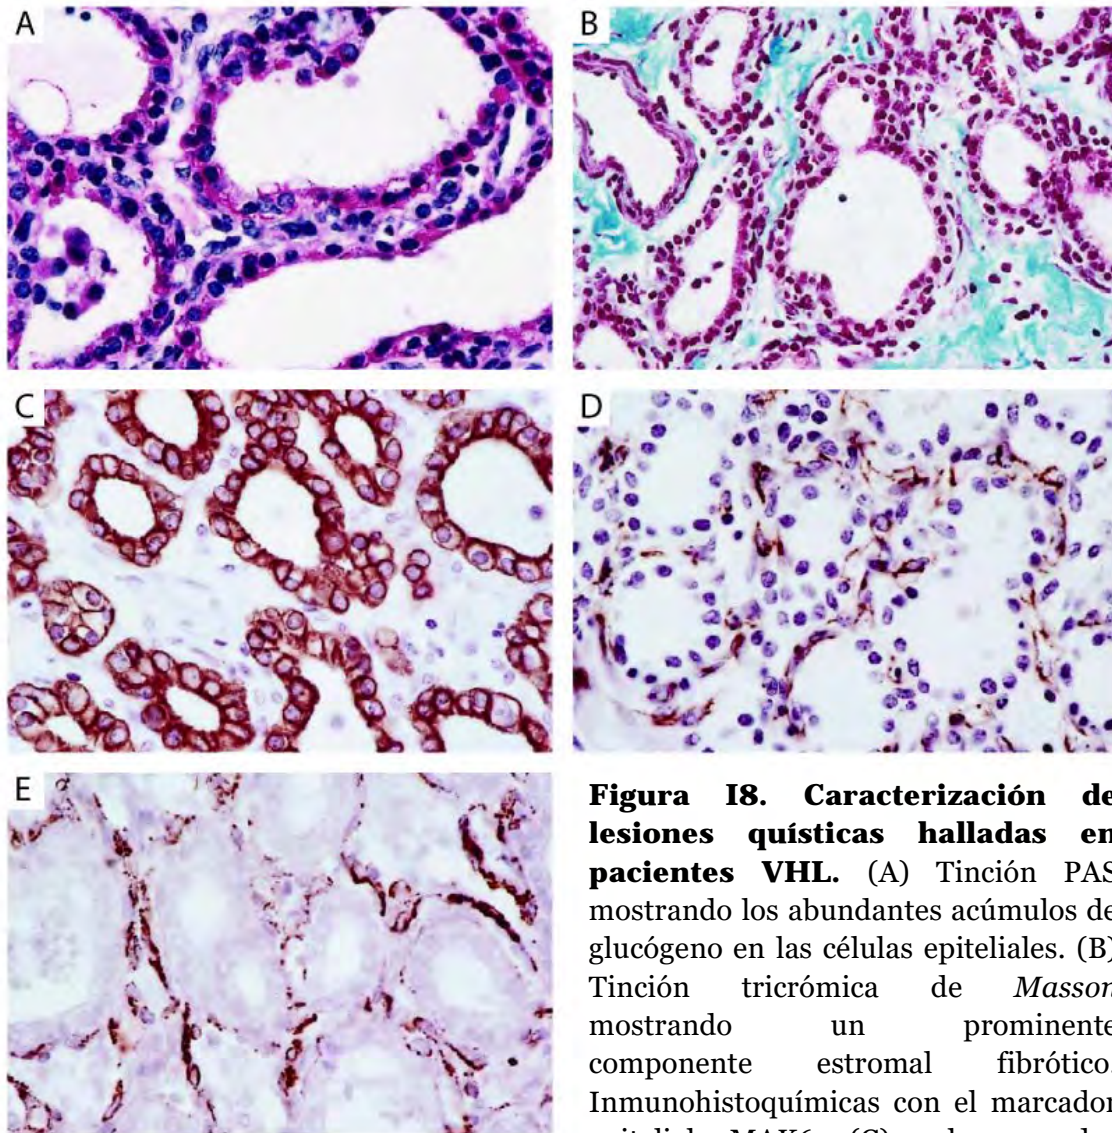 A
B
C
D
E
Figura I8. Caracterización de
lesiones quísticas halladas en
pacientes VHL. (A) Tinción PAS
mostrando los abundantes acúmulos de
glucógeno en las células epiteliales. (B)
Tinción tricrómica de Masson
mostrando un prominente
componente estromal fibrótico.
Inmunohistoquímicas con el marcador
MAK6 (C)